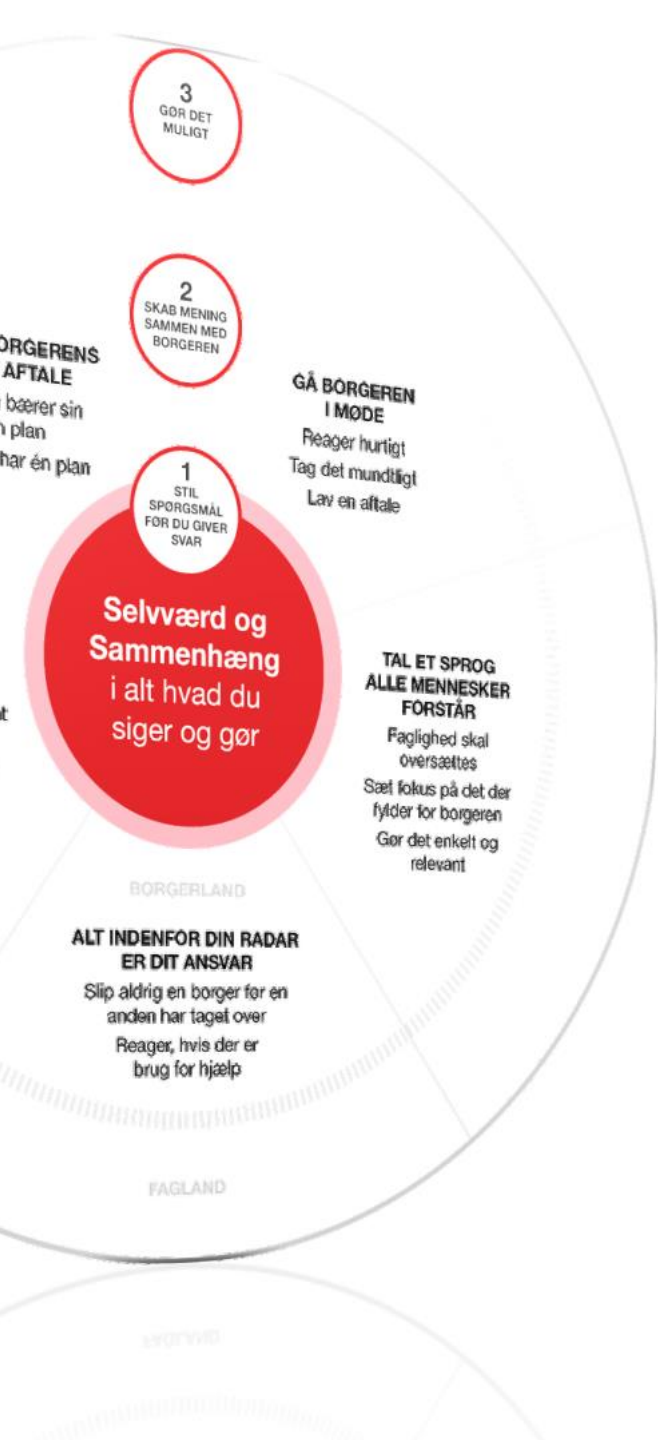 3
GØR DET
MULIGT
2
SKAB MENING
SAMMEN MED
BORGEREN
AFTALE
bærer sin
plan
har én plan
GÅ BORGEREN
I MØDE
Reager hurtigt
Tag det mundtligt
Lav en aftale
1
STIL
SPØRGSMÅL
FØR DU GIVER
SVAR
Selvværd og
Sammenhæng
i alt hvad du
siger og gør
TAL ET SPROG
ALLE MENNESKER
FORSTÅR
Faglighed skal
oversættes
Sæt fokus på det der
fylder for borgeren
Gør det enkelt og
relevant
BORGERLAND
ALT INDENFOR DIN RADAR
ER DIT ANSVAR
Slip aldrig en borger før en
anden har taget over
Reager, hvis der er
brug for hjælp
FAGLAND